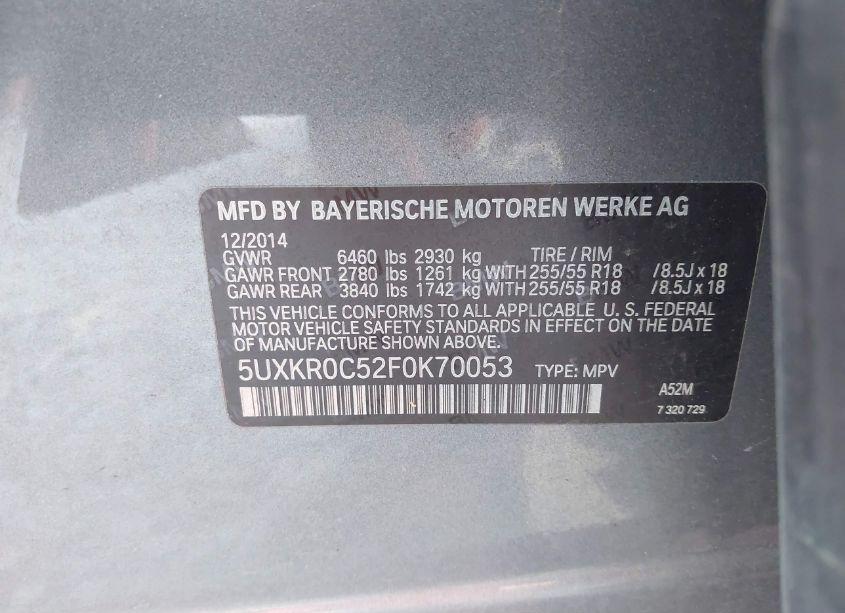 MFD BY BAYERISCHE MOTOREN WERKE AG
12/2014
GVWR 6460 lbs 2930 kg TIRE / RIM
GAWR FRONT 2780 lbs 1261 kg WITH 255/55 R18 /8.5J x 18
GAWR REAR 3840 lbs 1742 kg WITH 255/55 R18 /8.5J x 18
THIS VEHICLE CONFORMS TO ALL APPLICABLE U. S. FEDERAL
MOTOR VEHICLE SAFETY STANDARDS IN EFFECT ON THE DATE
OF MANUFACTURE SHOWN ABOVE.
5UXKR0C52F0K70053 TYPE: MPV
A52M
7 320 729